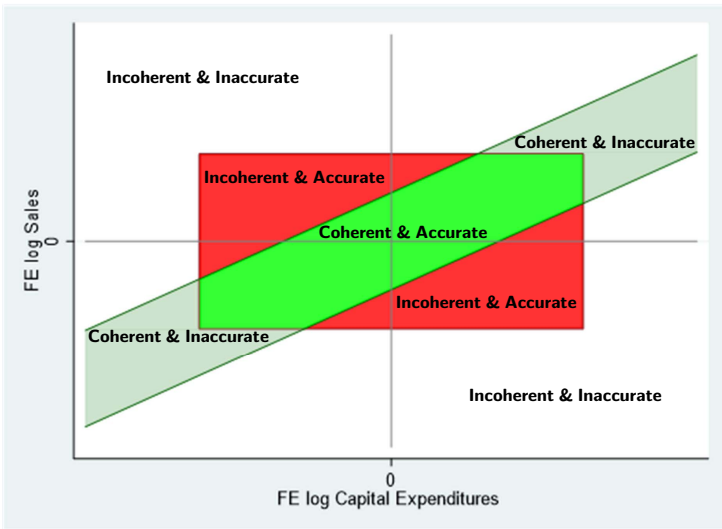 Incoherent & Inaccurate
Coherent & Inaccurate
Incoherent & Accurate
Coherent & Accurate
Incoherent & Accurate
Coherent & Inaccurate
Incoherent & Inaccurate
FE log Sales
0
0
FE log Capital Expenditures